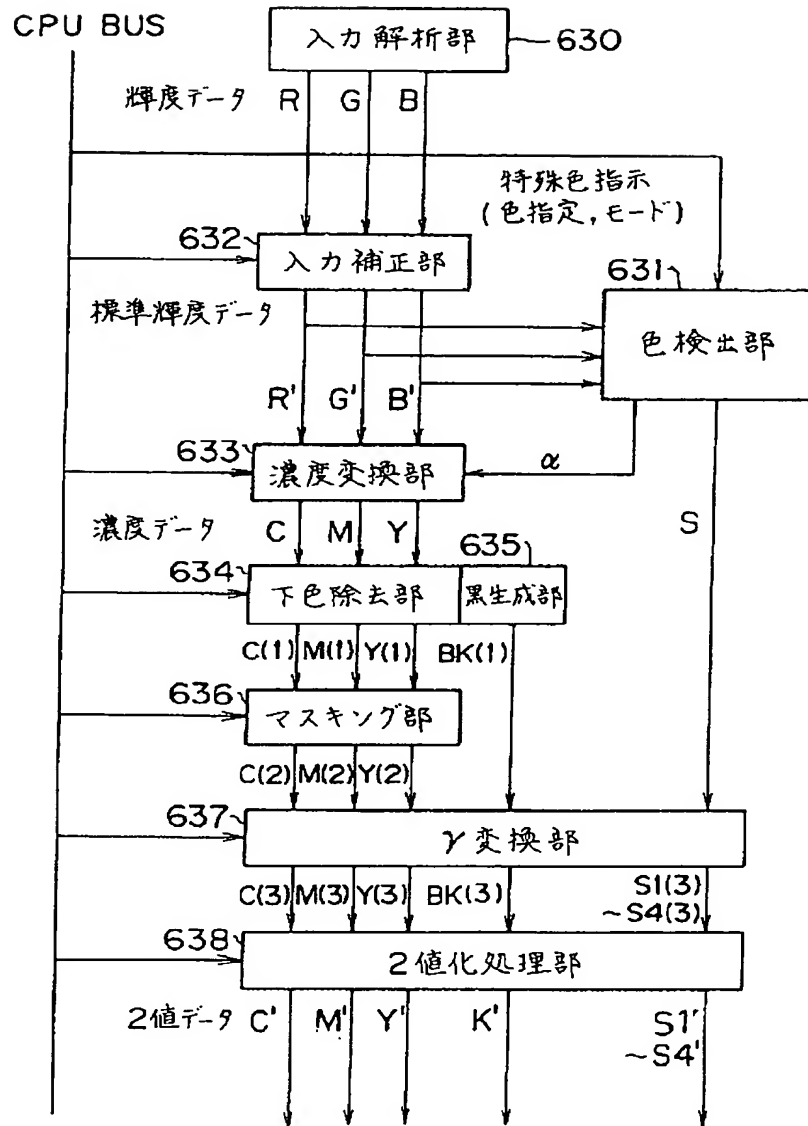 CPU BUS
入力解析部 630
輝度データ R G B
特殊色指示
(色指定,モード)
632
入力補正部
631
標準輝度データ
色検出部
R' G' B'
633
濃度変換部
α
濃度データ C M Y
S
634
635
下色除去部 黒生成部
C(1) M(1) Y(1) BK(1)
636
マスキング部
C(2) M(2) Y(2)
637
γ変換部
C(3) M(3) Y(3) BK(3) S1(3)
~S4(3)
638
2値化処理部
2値データ C' M' Y' K' S1'
~S4'